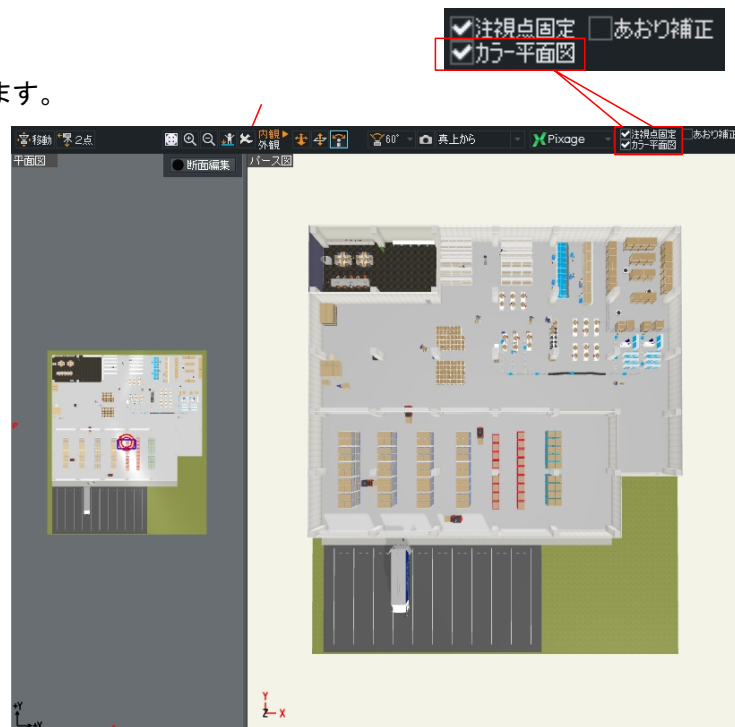 注視点固定 あおり補正
カラー平面図
ます。
移動 2点 内観 外観 60° 真上から Pixage 注視点固定 あおり補正 カラー平面図
平面図 断面編集 パース図
+Y
+X
Y
Z X